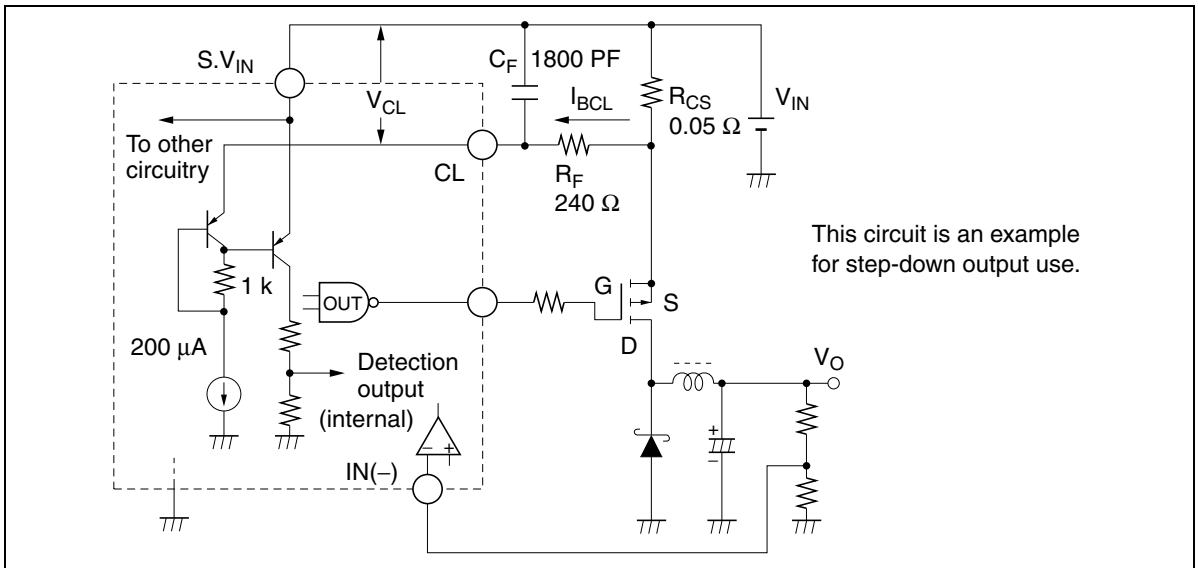 S.VIN
CF 1800 PF
VCL
IBCL
RCS
0.05 Ω
VIN
To other
circuitry
CL
RF
240 Ω
This circuit is an example
for step-down output use.
1 k
OUT
G
S
D
200 μA
Detection
output
(internal)
VO
− +
+
−
IN(−)